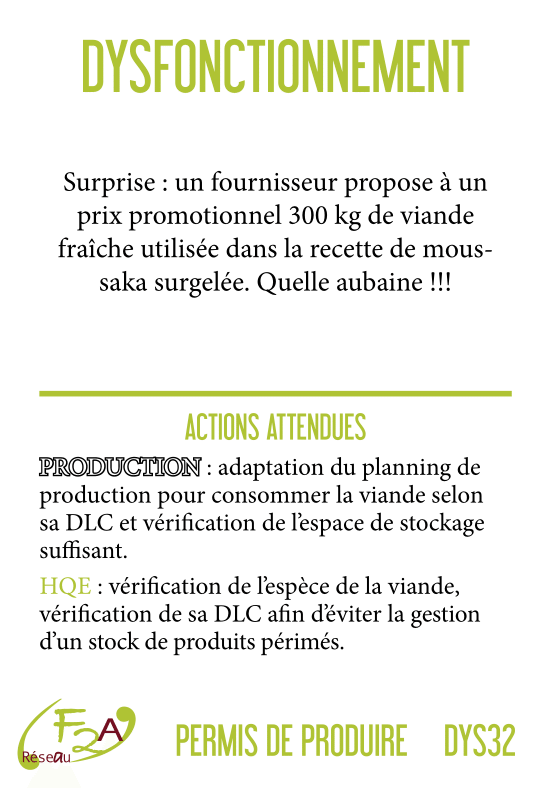 DYSFONCTIONNEMENT
Surprise : un fournisseur propose à un
prix promotionnel 300 kg de viande
fraîche utilisée dans la recette de mous-
saka surgelée. Quelle aubaine !!!
ACTIONS ATTENDUES
PRODUCTION : adaptation du planning de
production pour consommer la viande selon
sa DLC et vérification de l'espace de stockage
suffisant.
HQE : vérification de l'espèce de la viande,
vérification de sa DLC afin d'éviter la gestion
d'un stock de produits périmés.
F2A
Réseau
PERMIS DE PRODUIRE DYS32